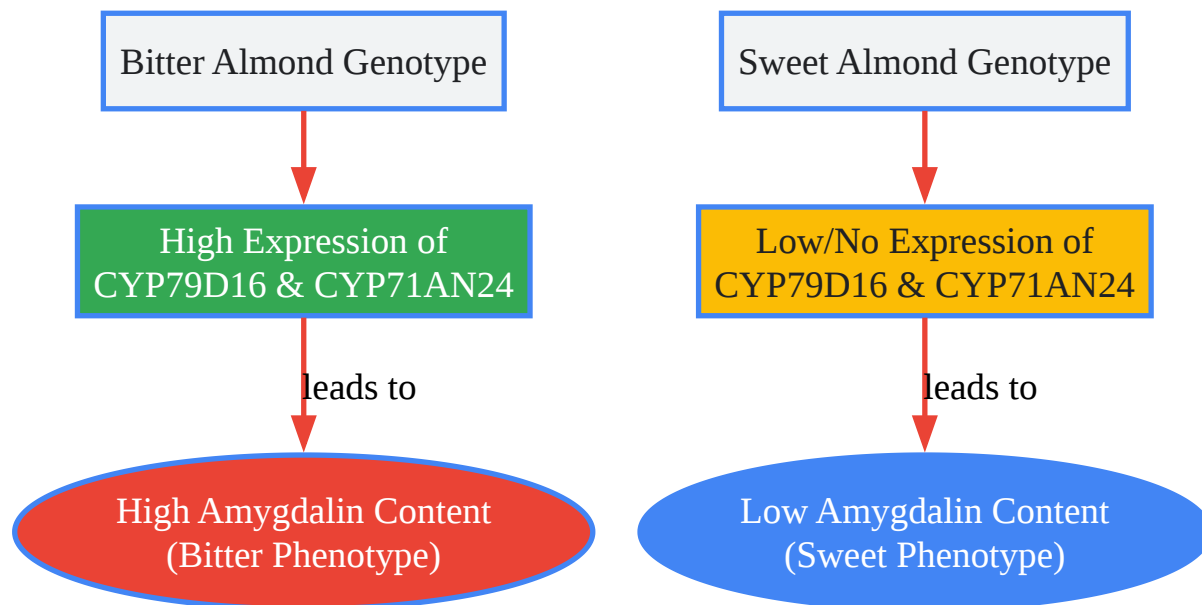 Bitter Almond Genotype
Sweet Almond Genotype
High Expression of
CYP79D16 & CYP71AN24
Low/No Expression of
CYP79D16 & CYP71AN24
leads to
leads to
High Amygdalin Content
(Bitter Phenotype)
Low Amygdalin Content
(Sweet Phenotype)